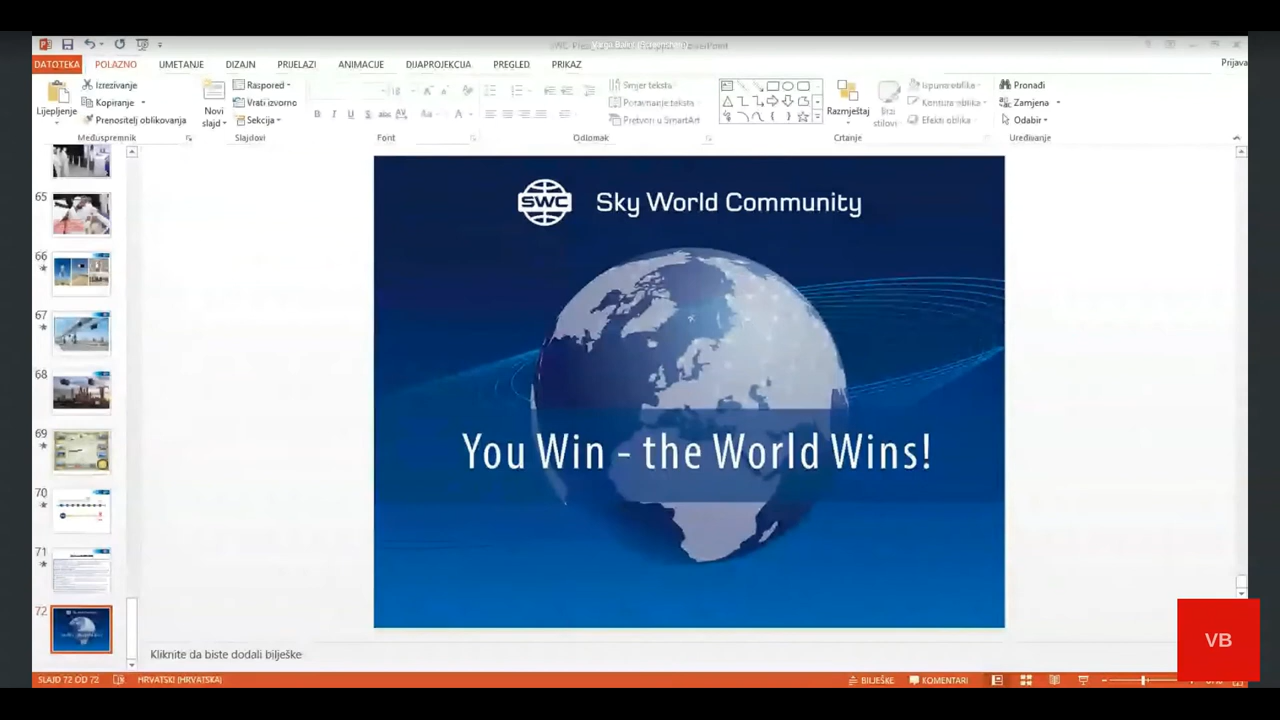 DATOTEKA POLAZNO UMETANJE DIZAJN PRIJELAZI ANIMACIJE DIJAPROJEKCIJA PREGLED PRIKAZ Prijava
Lijepljenje
Izrezivanje
Kopiranje
Prenositelj oblikovanja
Međuspremnik
Novi
slajd
Raspored
Vrati izvorno
Sekcija
Slajdovi
B I U S abc AV
Font
Smjer teksta
Poravnanje teksta
Pretvori u SmartArt
Odlomak
Razmještaj
Brzi
stilovi
Ispuna oblika
Kontura oblika
Efekti oblika
Crtanje
Pronađi
Zamjena
Odabir
Uređivanje
65
66
67
68
69
70
71
72
SWC Sky World Community
You Win - the World Wins!
Kliknite da biste dodali bilješke
VB
SLAJD 72 OD 72 HRVATSKI (HRVATSKA) BILJEŠKE KOMENTARI